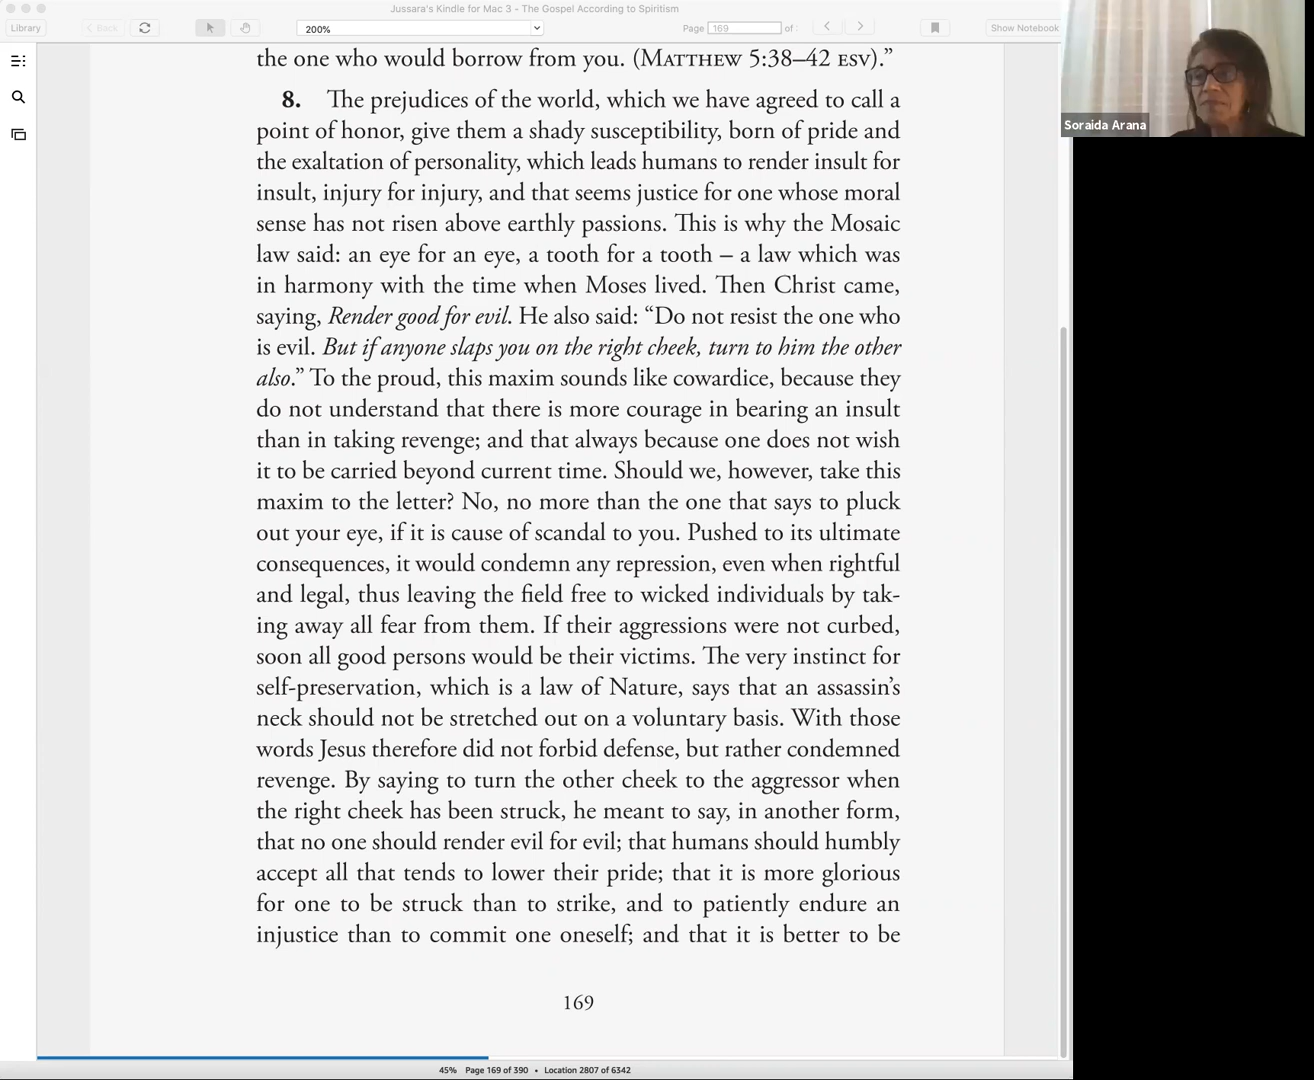 Jussara's Kindle for Mac 3 - The Gospel According to Spiritism
Library
Back
200%
Page 169 of
Show Notebook
the one who would borrow from you. (MATTHEW 5:38–42 ESV).”
8. The prejudices of the world, which we have agreed to call a
point of honor, give them a shady susceptibility, born of pride and
the exaltation of personality, which leads humans to render insult for
insult, injury for injury, and that seems justice for one whose moral
sense has not risen above earthly passions. This is why the Mosaic
law said: an eye for an eye, a tooth for a tooth – a law which was
in harmony with the time when Moses lived. Then Christ came,
saying, Render good for evil. He also said: “Do not resist the one who
is evil. But if anyone slaps you on the right cheek, turn to him the other
also.” To the proud, this maxim sounds like cowardice, because they
do not understand that there is more courage in bearing an insult
than in taking revenge; and that always because one does not wish
it to be carried beyond current time. Should we, however, take this
maxim to the letter? No, no more than the one that says to pluck
out your eye, if it is cause of scandal to you. Pushed to its ultimate
consequences, it would condemn any repression, even when rightful
and legal, thus leaving the field free to wicked individuals by tak-
ing away all fear from them. If their aggressions were not curbed,
soon all good persons would be their victims. The very instinct for
self-preservation, which is a law of Nature, says that an assassin’s
neck should not be stretched out on a voluntary basis. With those
words Jesus therefore did not forbid defense, but rather condemned
revenge. By saying to turn the other cheek to the aggressor when
the right cheek has been struck, he meant to say, in another form,
that no one should render evil for evil; that humans should humbly
accept all that tends to lower their pride; that it is more glorious
for one to be struck than to strike, and to patiently endure an
injustice than to commit one oneself; and that it is better to be
169
45% Page 169 of 390 • Location 2807 of 6342
Soraida Arana